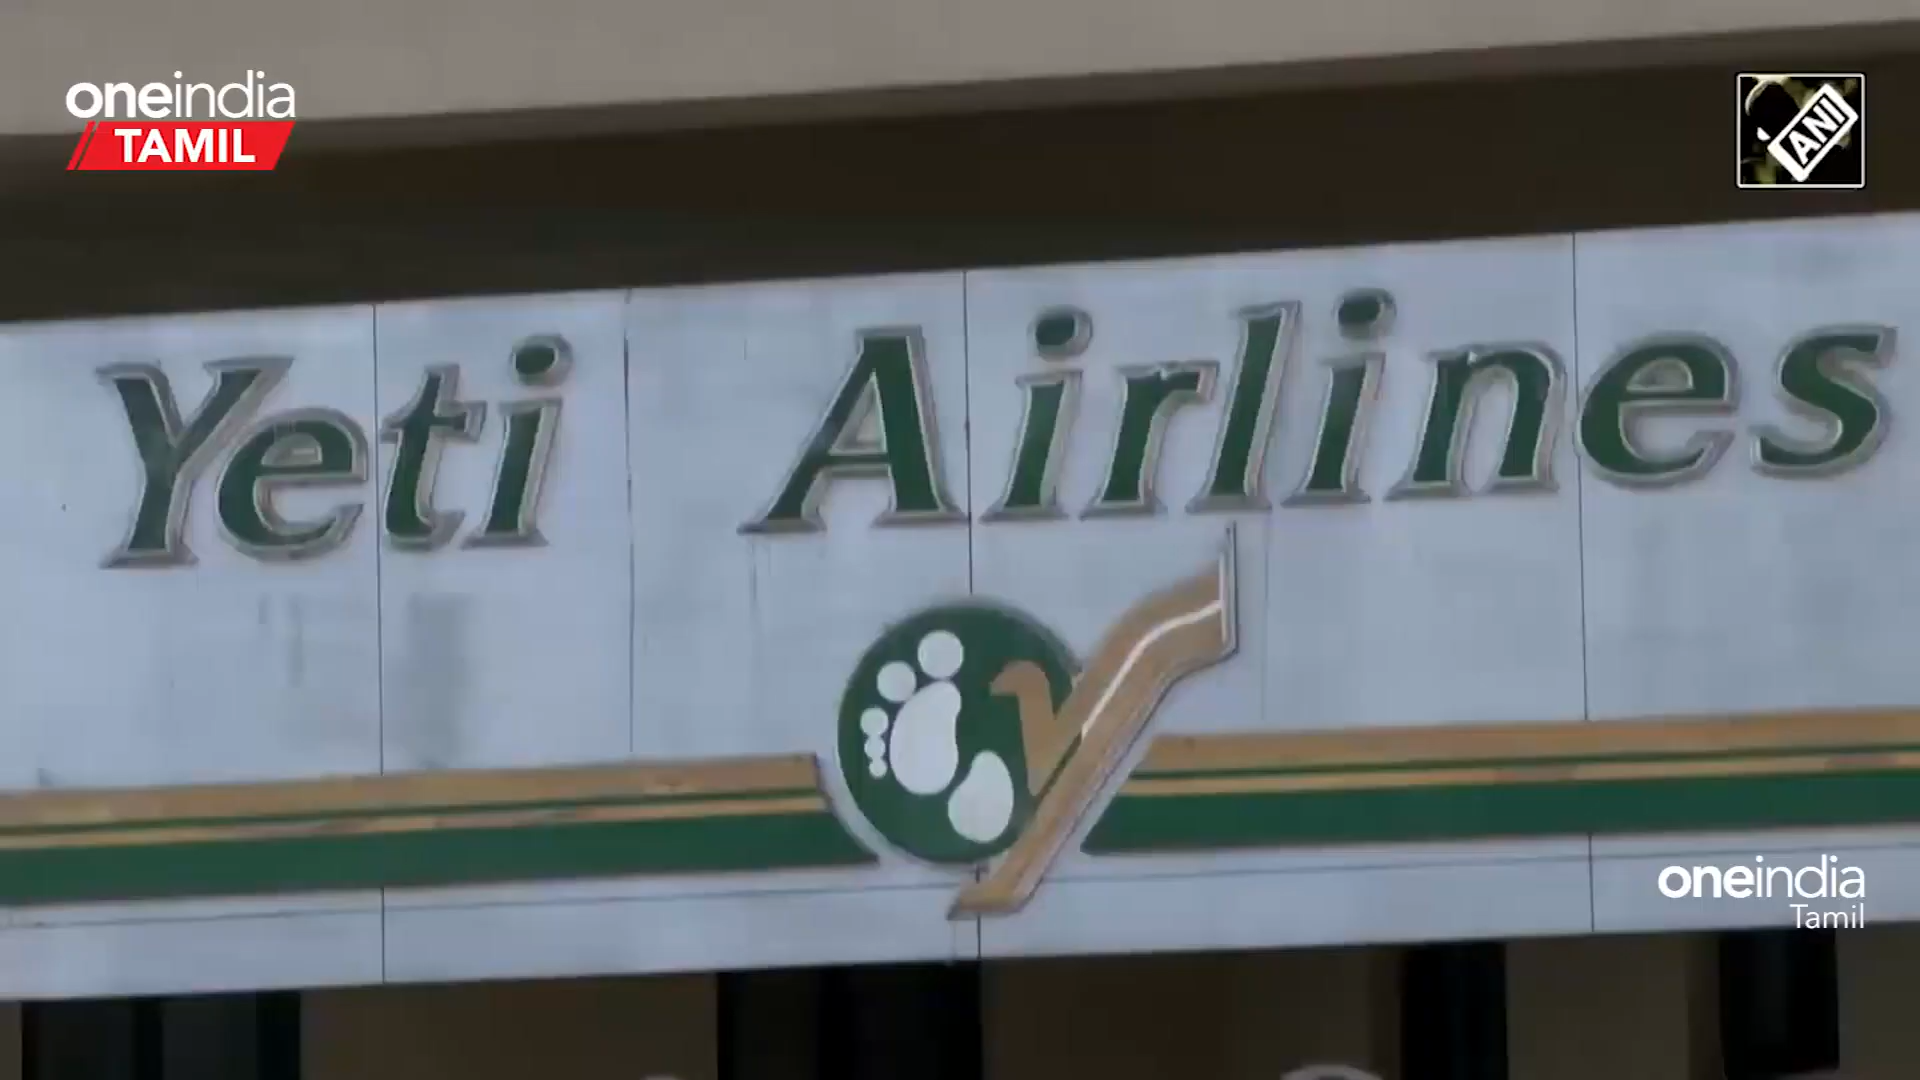 oneindia
TAMIL
ANI
Yeti Airlines
oneindia
Tamil